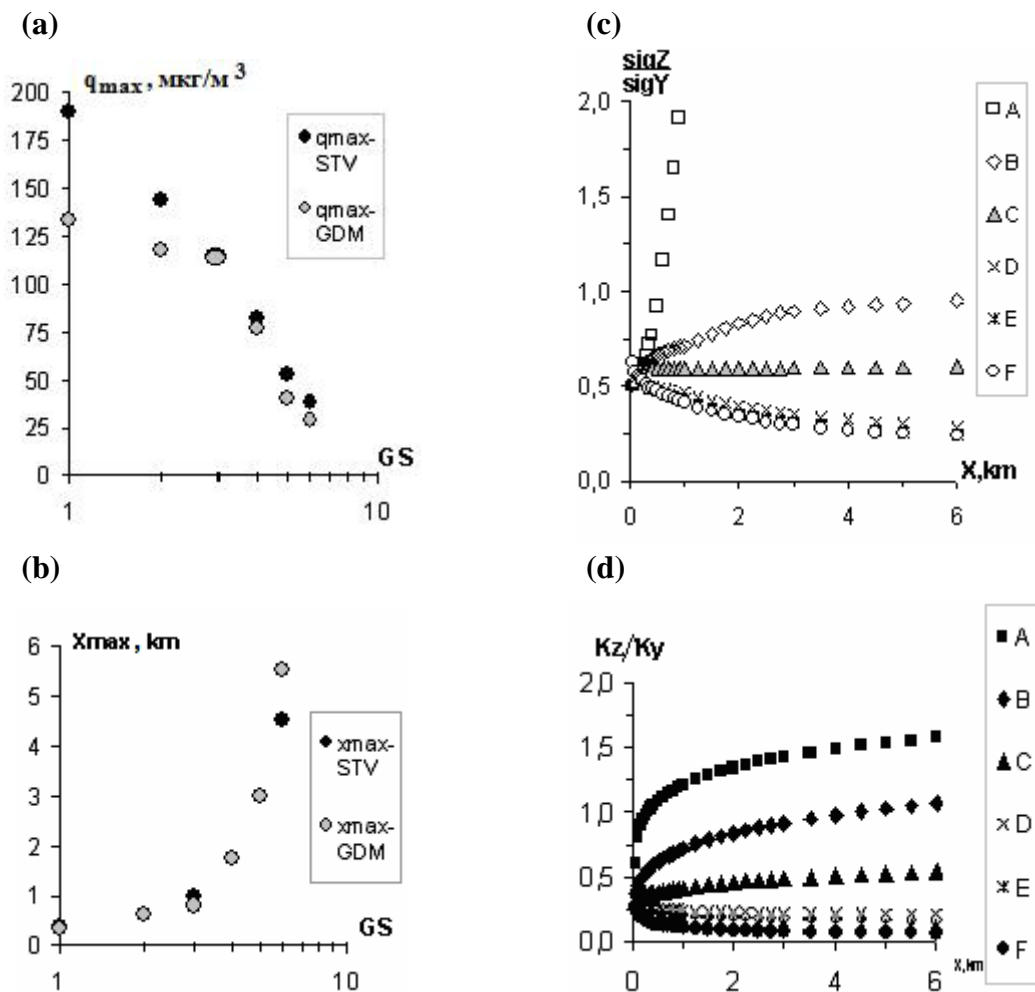 (a)
qmax , мкг/м 3
200
175
150
125
100
75
50
25
0
1
10
GS
qmax-
STV
qmax-
GDM
(c)
sigZ
sigY
2,0
1,5
1,0
0,5
0,0
0
2
4
6
X,km
A
B
C
D
E
F
(b)
Xmax , km
6
5
4
3
2
1
0
1
10
GS
xmax-
STV
xmax-
GDM
(d)
Kz/Ky
2,0
1,5
1,0
0,5
0,0
0
2
4
6
X,km
A
B
C
D
E
F